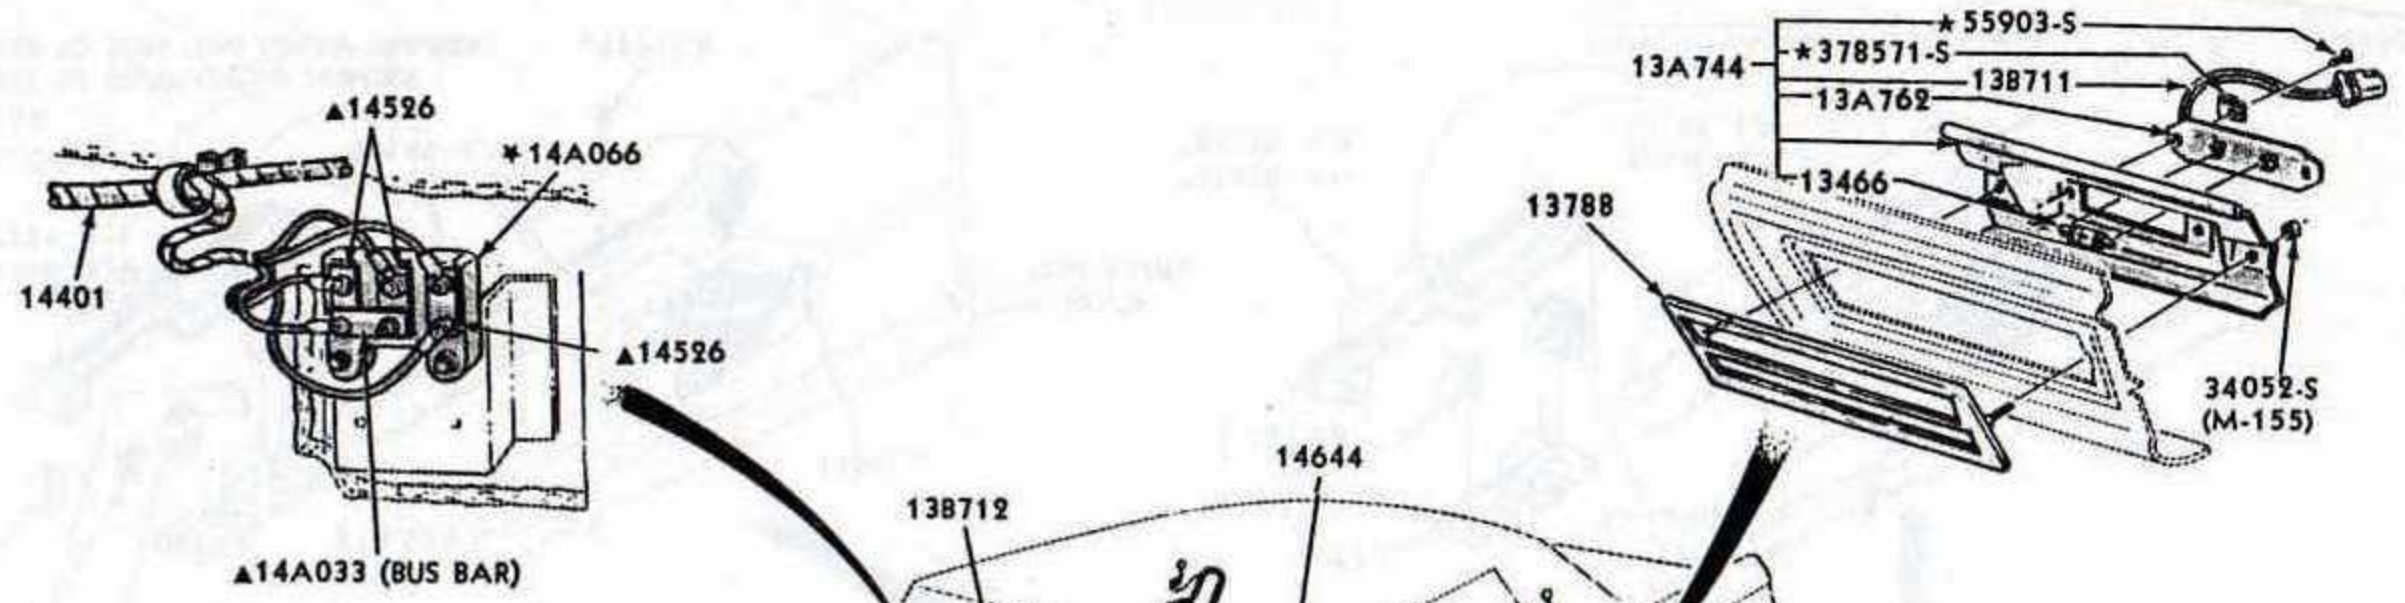 ▲14526
★14A066
14401
▲14526
▲14A033 (BUS BAR)
13B712
14644
★55903-S
★378571-S
13A744
13B711
13A762
13466
13788
34052-S
(M-155)